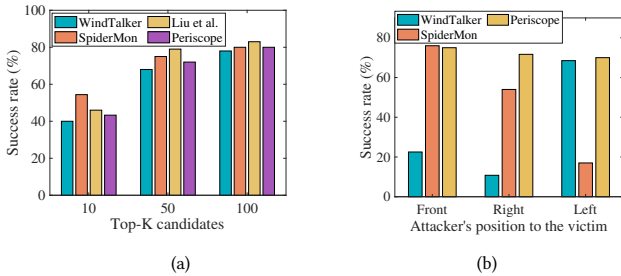 WindTalker Liu et al.
SpiderMon Periscope
100
80
60
40
20
0
Success rate (%)
10 50 100
Top-K candidates
(a)
WindTalker Periscope
SpiderMon
80
60
40
20
0
Success rate (%)
Front Right Left
Attacker's position to the victim
(b)